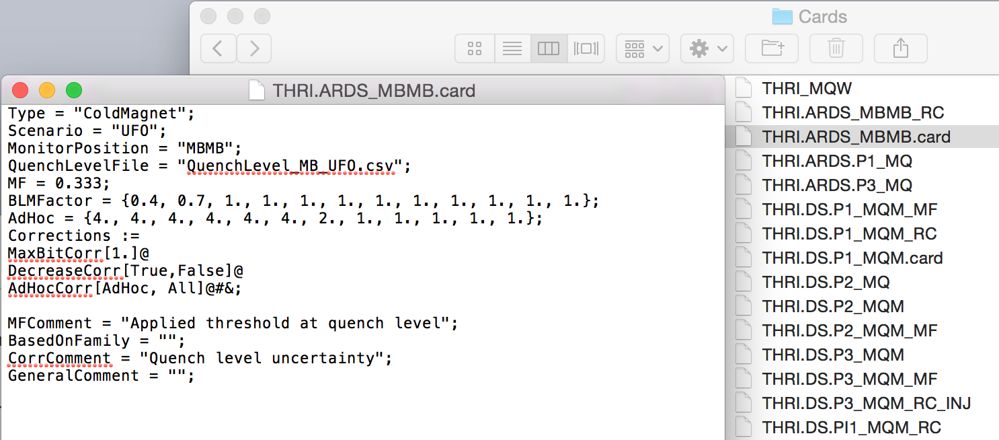 Cards
THRI.ARDS_MBMB.card
Type = "ColdMagnet";
Scenario = "UFO";
MonitorPosition = "MBMB";
QuenchLevelFile = "QuenchLevel_MB_UFO.csv";
MF = 0.333;
BLMFactor = {0.4, 0.7, 1., 1., 1., 1., 1., 1., 1., 1., 1., 1.};
AdHoc = {4., 4., 4., 4., 4., 4., 2., 1., 1., 1., 1., 1.};
Corrections :=
MaxBitCorr[1.]@
DecreaseCorr[True,False]@
AdHocCorr[AdHoc, All]@#&;
MFComment = "Applied threshold at quench level";
BasedOnFamily = "";
CorrComment = "Quench level uncertainty";
GeneralComment = "";
THRI_MQW
THRI.ARDS_MBMB_RC
THRI.ARDS_MBMB.card
THRI.ARDS.P1_MQ
THRI.ARDS.P3_MQ
THRI.DS.P1_MQM_MF
THRI.DS.P1_MQM_RC
THRI.DS.P1_MQM.card
THRI.DS.P2_MQ
THRI.DS.P2_MQM
THRI.DS.P2_MQM_MF
THRI.DS.P3_MQM
THRI.DS.P3_MQM_MF
THRI.DS.P3_MQM_RC_INJ
THRI.DS.PI1_MQM_RC